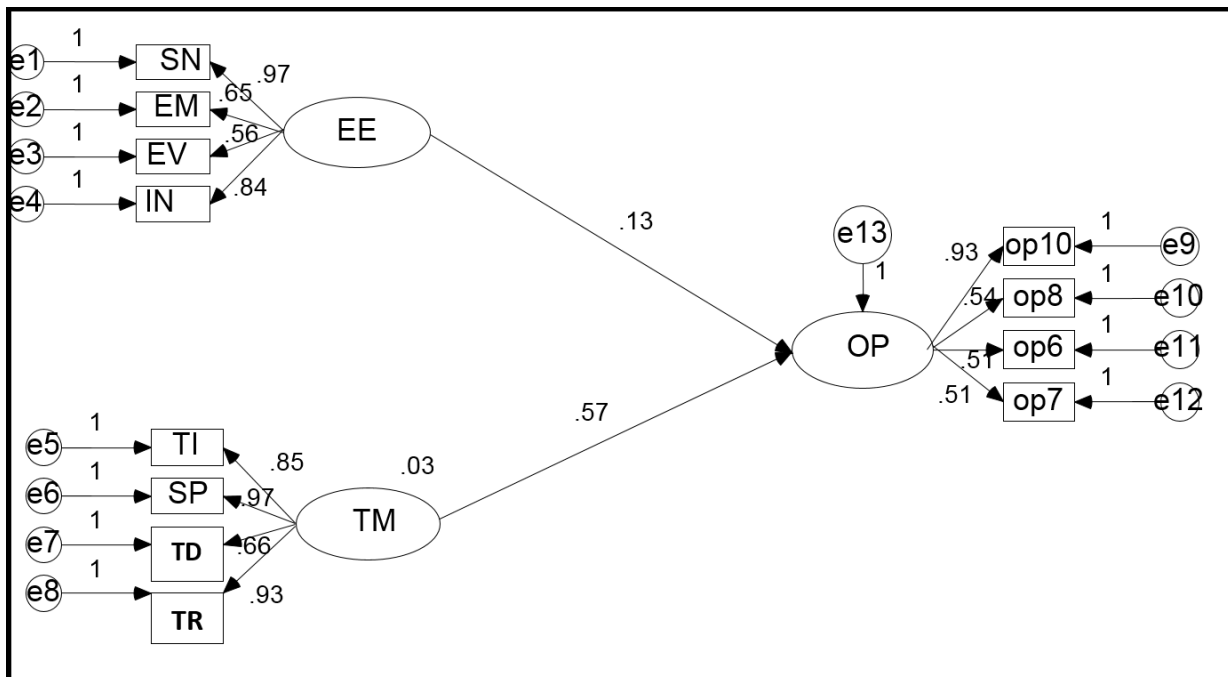 e1
1
SN
.97
e2
1
EM
.65
e3
1
EV
.56
e4
1
IN
.84
EE
.13
e13
1
OP
.93
op10
1
e9
.54
op8
1
e10
.51
op6
1
e11
.51
op7
1
e12
.57
e5
1
TI
.85
.03
e6
1
SP
.97
TM
e7
1
TD
.66
e8
1
TR
.93